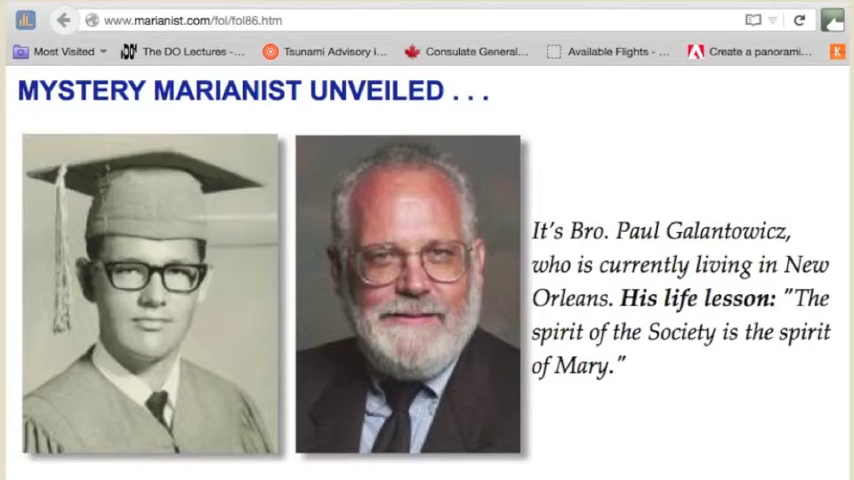 www.marianist.com/fol/fol86.htm
Most Visited
The DO Lectures -...
Tsunami Advisory i...
Consulate General...
Available Flights - ...
Create a panorami...
MYSTERY MARIANIST UNVEILED . . .
It's Bro. Paul Galantowicz,
who is currently living in New
Orleans. His life lesson: "The
spirit of the Society is the spirit
of Mary."